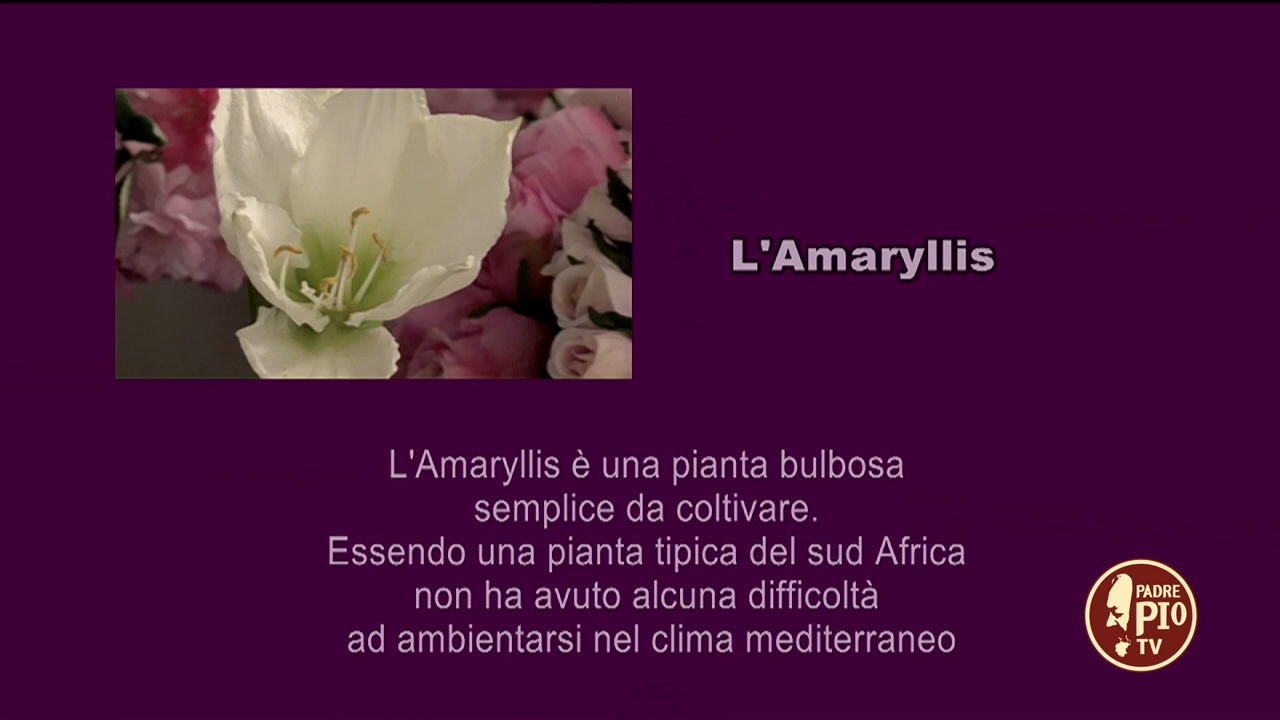 L'Amaryllis
L'Amaryllis è una pianta bulbosa
semplice da coltivare.
Essendo una pianta tipica del sud Africa
non ha avuto alcuna difficoltà
ad ambientarsi nel clima mediterraneo
PADRE
PIO
TV